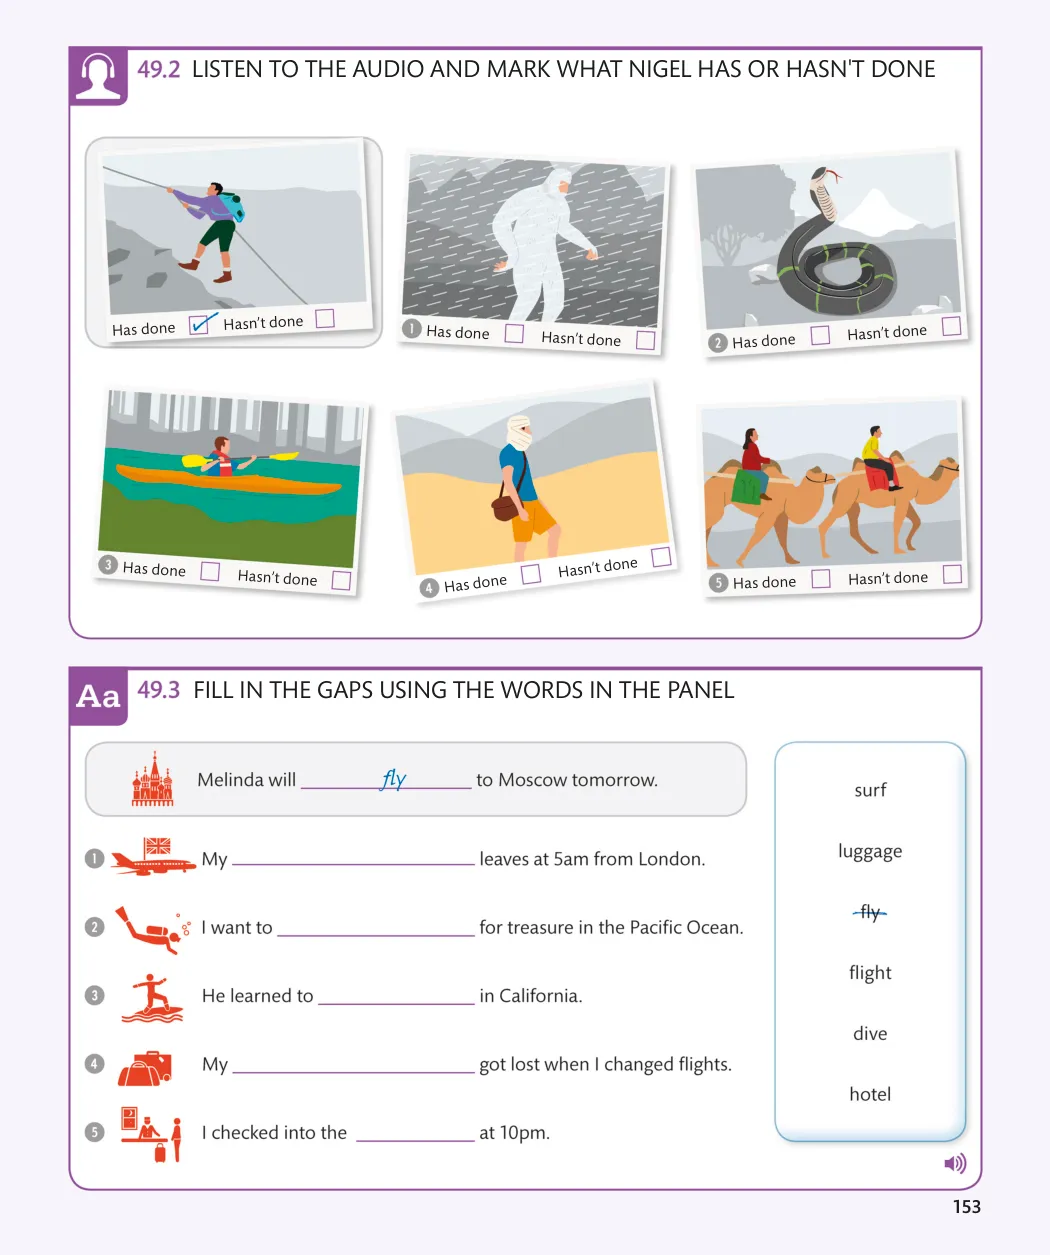 49.2 LISTEN TO THE AUDIO AND MARK WHAT NIGEL HAS OR HASN'T DONE
Has done Hasn't done
1 Has done Hasn't done
2 Has done Hasn't done
3 Has done Hasn't done
4 Has done Hasn't done
5 Has done Hasn't done
Aa 49.3 FILL IN THE GAPS USING THE WORDS IN THE PANEL
Melinda will fly to Moscow tomorrow.
1 My leaves at 5am from London.
2 I want to for treasure in the Pacific Ocean.
3 He learned to in California.
4 My got lost when I changed flights.
5 I checked into the at 10pm.
surf
luggage
fly
flight
dive
hotel
153